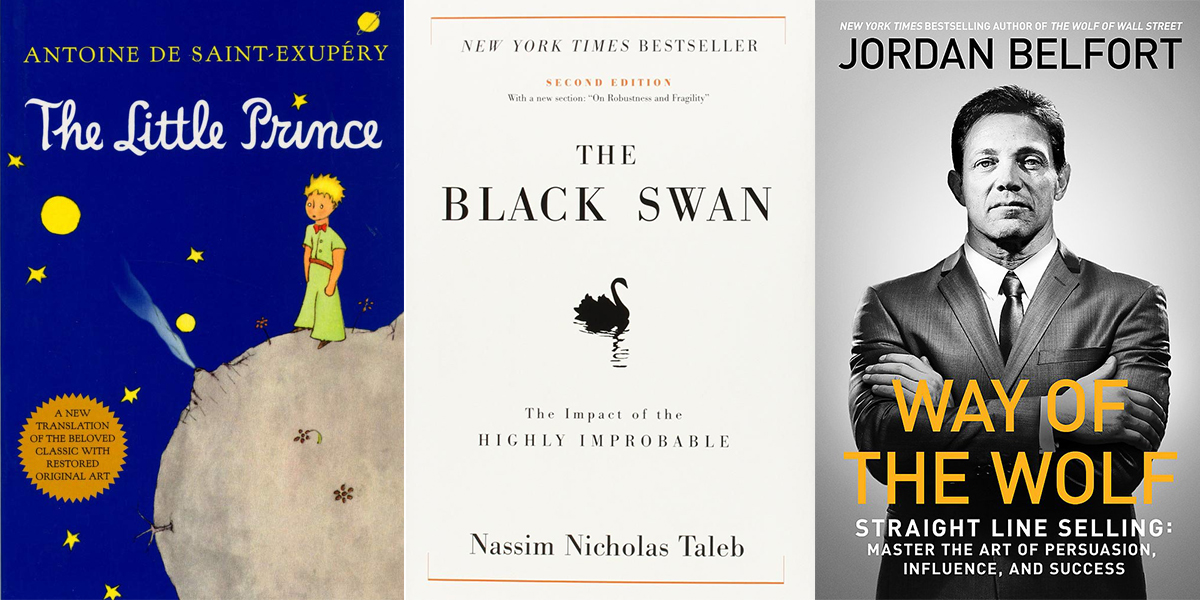 ANTOINE DE SAINT-EXUPÉRY
The Little Prince
A NEW
TRANSLATION
OF THE BELOVED
CLASSIC WITH
RESTORED
ORIGINAL ART
NEW YORK TIMES BESTSELLER
SECOND EDITION
With a new section: "On Robustness and Fragility"
THE
BLACK SWAN
The Impact of the
HIGHLY IMPROBABLE
Nassim Nicholas Taleb
NEW YORK TIMES BESTSELLING AUTHOR OF THE WOLF OF WALL STREET
JORDAN BELFORT
WAY OF
THE WOLF
STRAIGHT LINE SELLING:
MASTER THE ART OF PERSUASION,
INFLUENCE, AND SUCCESS